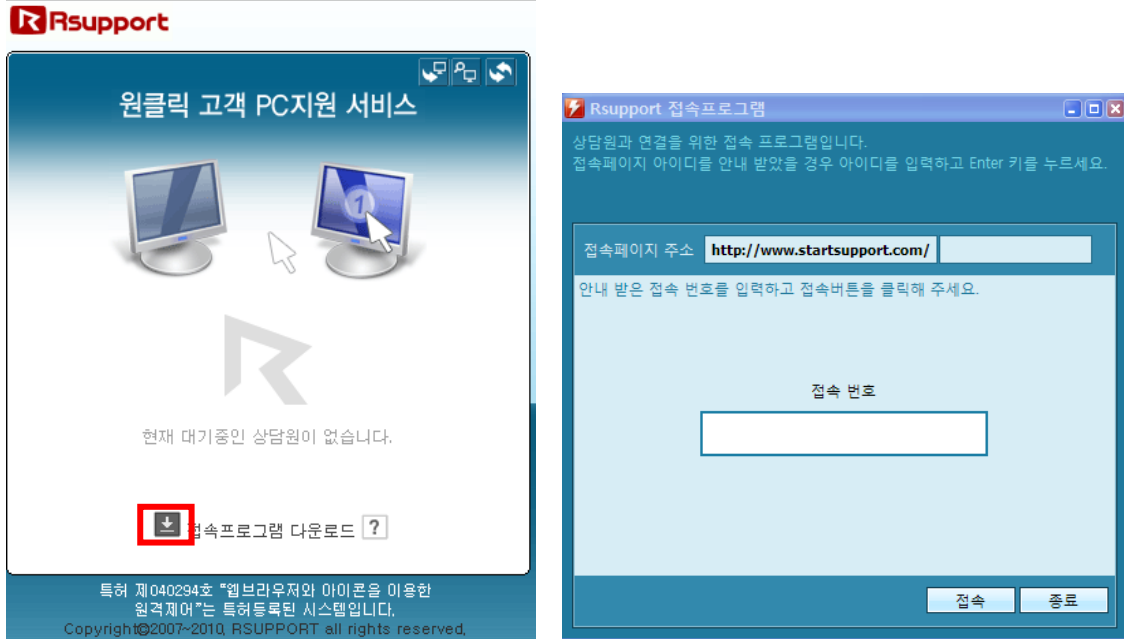 Rsupport
원클릭 고객 PC지원 서비스
1
현재 대기중인 상담원이 없습니다.
접속프로그램 다운로드 ?
특허 제040294호 "웹브라우저와 아이콘을 이용한
원격제어"는 특허등록된 시스템입니다.
Copyright©2007~2010, RSUPPORT all rights reserved,
Rsupport 접속프로그램
상담원과 연결을 위한 접속 프로그램입니다.
접속페이지 아이디를 안내 받았을 경우 아이디를 입력하고 Enter 키를 누르세요.
접속페이지 주소 http://www.startsupport.com/
안내 받은 접속 번호를 입력하고 접속버튼을 클릭해 주세요.
접속 번호
접속 종료